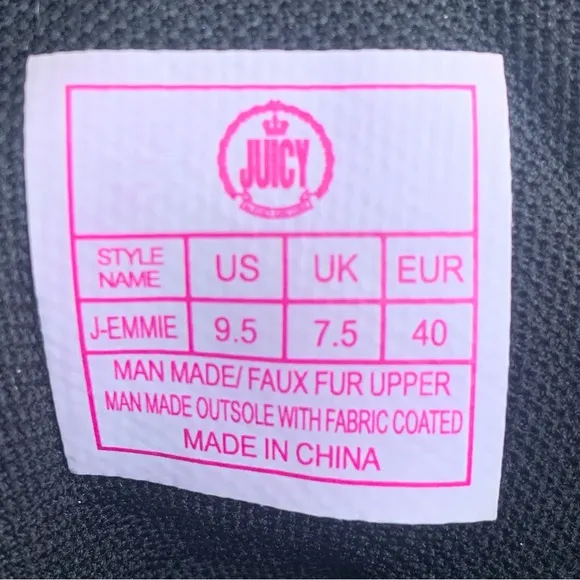 JUICY
STYLE NAME US UK EUR
J-EMMIE 9.5 7.5 40
MAN MADE/ FAUX FUR UPPER
MAN MADE OUTSOLE WITH FABRIC COATED
MADE IN CHINA